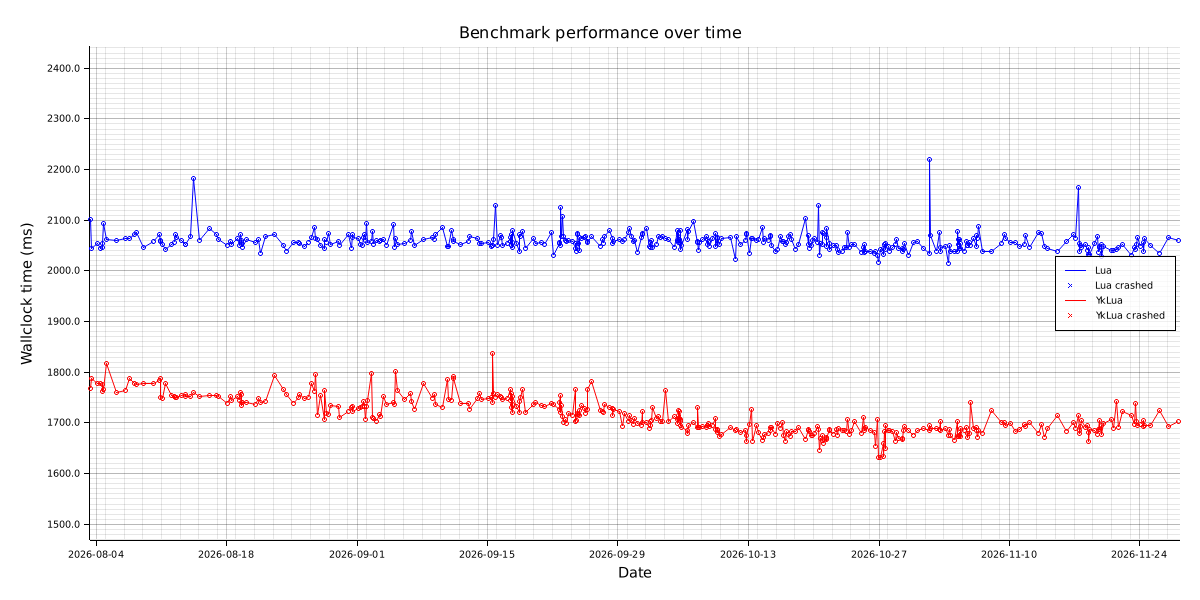 Benchmark performance over time
2400.0
2300.0
2200.0
2100.0
2000.0
1900.0
1800.0
1700.0
1600.0
1500.0
Wallclock time (ms)
Lua
Lua crashed
YkLua
YkLua crashed
2026-08-04 2026-08-18 2026-09-01 2026-09-15 2026-09-29 2026-10-13 2026-10-27 2026-11-10 2026-11-24
Date